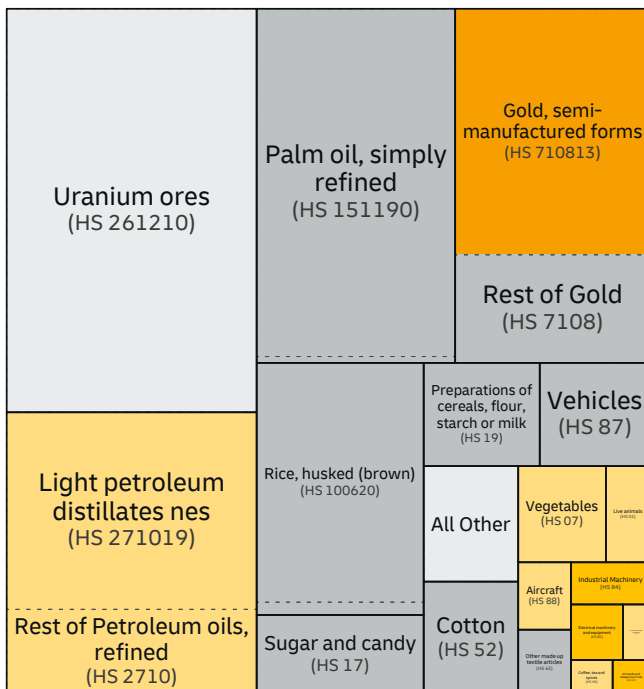 Uranium ores
(HS 261210)
Light petroleum
distillates nes
(HS 271019)
Rest of Petroleum oils,
refined
(HS 2710)
Palm oil, simply
refined
(HS 151190)
Gold, semi-
manufactured forms
(HS 710813)
Rest of Gold
(HS 7108)
Rice, husked (brown)
(HS 100620)
Sugar and candy
(HS 17)
Preparations of
cereals, flour,
starch or milk
(HS 19)
Vehicles
(HS 87)
All Other
Cotton
(HS 52)
Vegetables
(HS 07)
Live animals
(HS 01)
Aircraft
(HS 88)
Industrial Machinery
(HS 84)
Electrical machinery
and equipment
(HS 85)
Other made up
textile articles
(HS 63)
Coffee, tea and
spices
(HS 09)